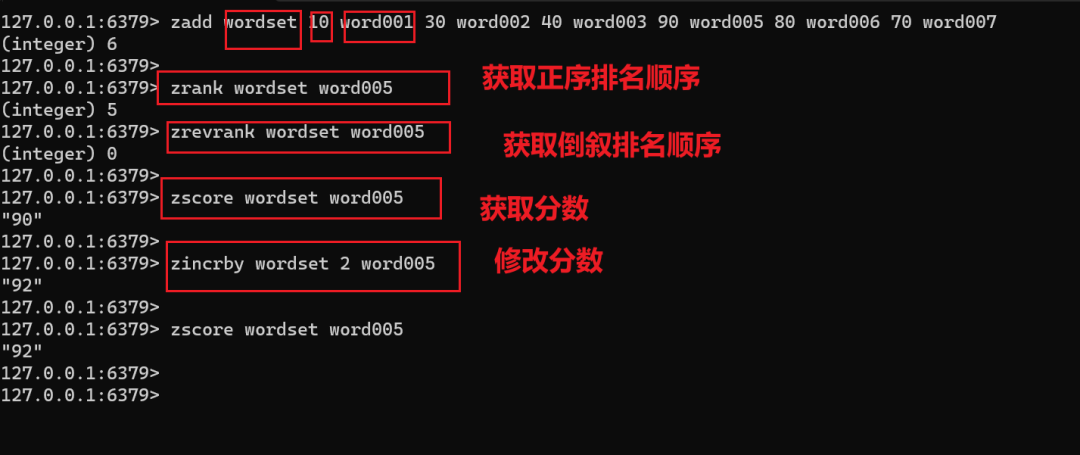 127.0.0.1:6379> zadd wordset 10 word001 30 word002 40 word003 90 word005 80 word006 70 word007
(integer) 6
127.0.0.1:6379>
127.0.0.1:6379> zrank wordset word005 获取正序排名顺序
(integer) 5
127.0.0.1:6379> zrevrank wordset word005 获取倒叙排名顺序
(integer) 0
127.0.0.1:6379>
127.0.0.1:6379> zscore wordset word005 获取分数
"90"
127.0.0.1:6379>
127.0.0.1:6379> zincrby wordset 2 word005 修改分数
"92"
127.0.0.1:6379>
127.0.0.1:6379> zscore wordset word005
"92"
127.0.0.1:6379>
127.0.0.1:6379>